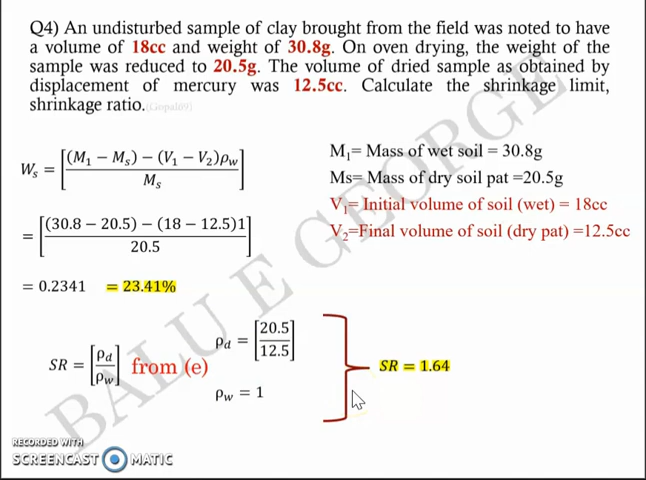 Q4) An undisturbed sample of clay brought from the field was noted to have
a volume of 18cc and weight of 30.8g. On oven drying, the weight of the
sample was reduced to 20.5g. The volume of dried sample as obtained by
displacement of mercury was 12.5cc. Calculate the shrinkage limit,
shrinkage ratio. (Gopal69)
Wₛ = [((M₁ − Mₛ) − (V₁ − V₂)ρ_w)/Mₛ]
M₁= Mass of wet soil = 30.8g
Ms= Mass of dry soil pat =20.5g
V₁= Initial volume of soil (wet) = 18cc
V₂=Final volume of soil (dry pat) =12.5cc
= [((30.8 − 20.5) − (18 − 12.5)1)/20.5]
= 0.2341 = 23.41%
SR = [ρ_d/ρ_w] from (e)
ρ_d = [20.5/12.5]
ρ_w = 1
SR = 1.64
BALU E GEORGE
RECORDED WITH
SCREENCAST MATIC